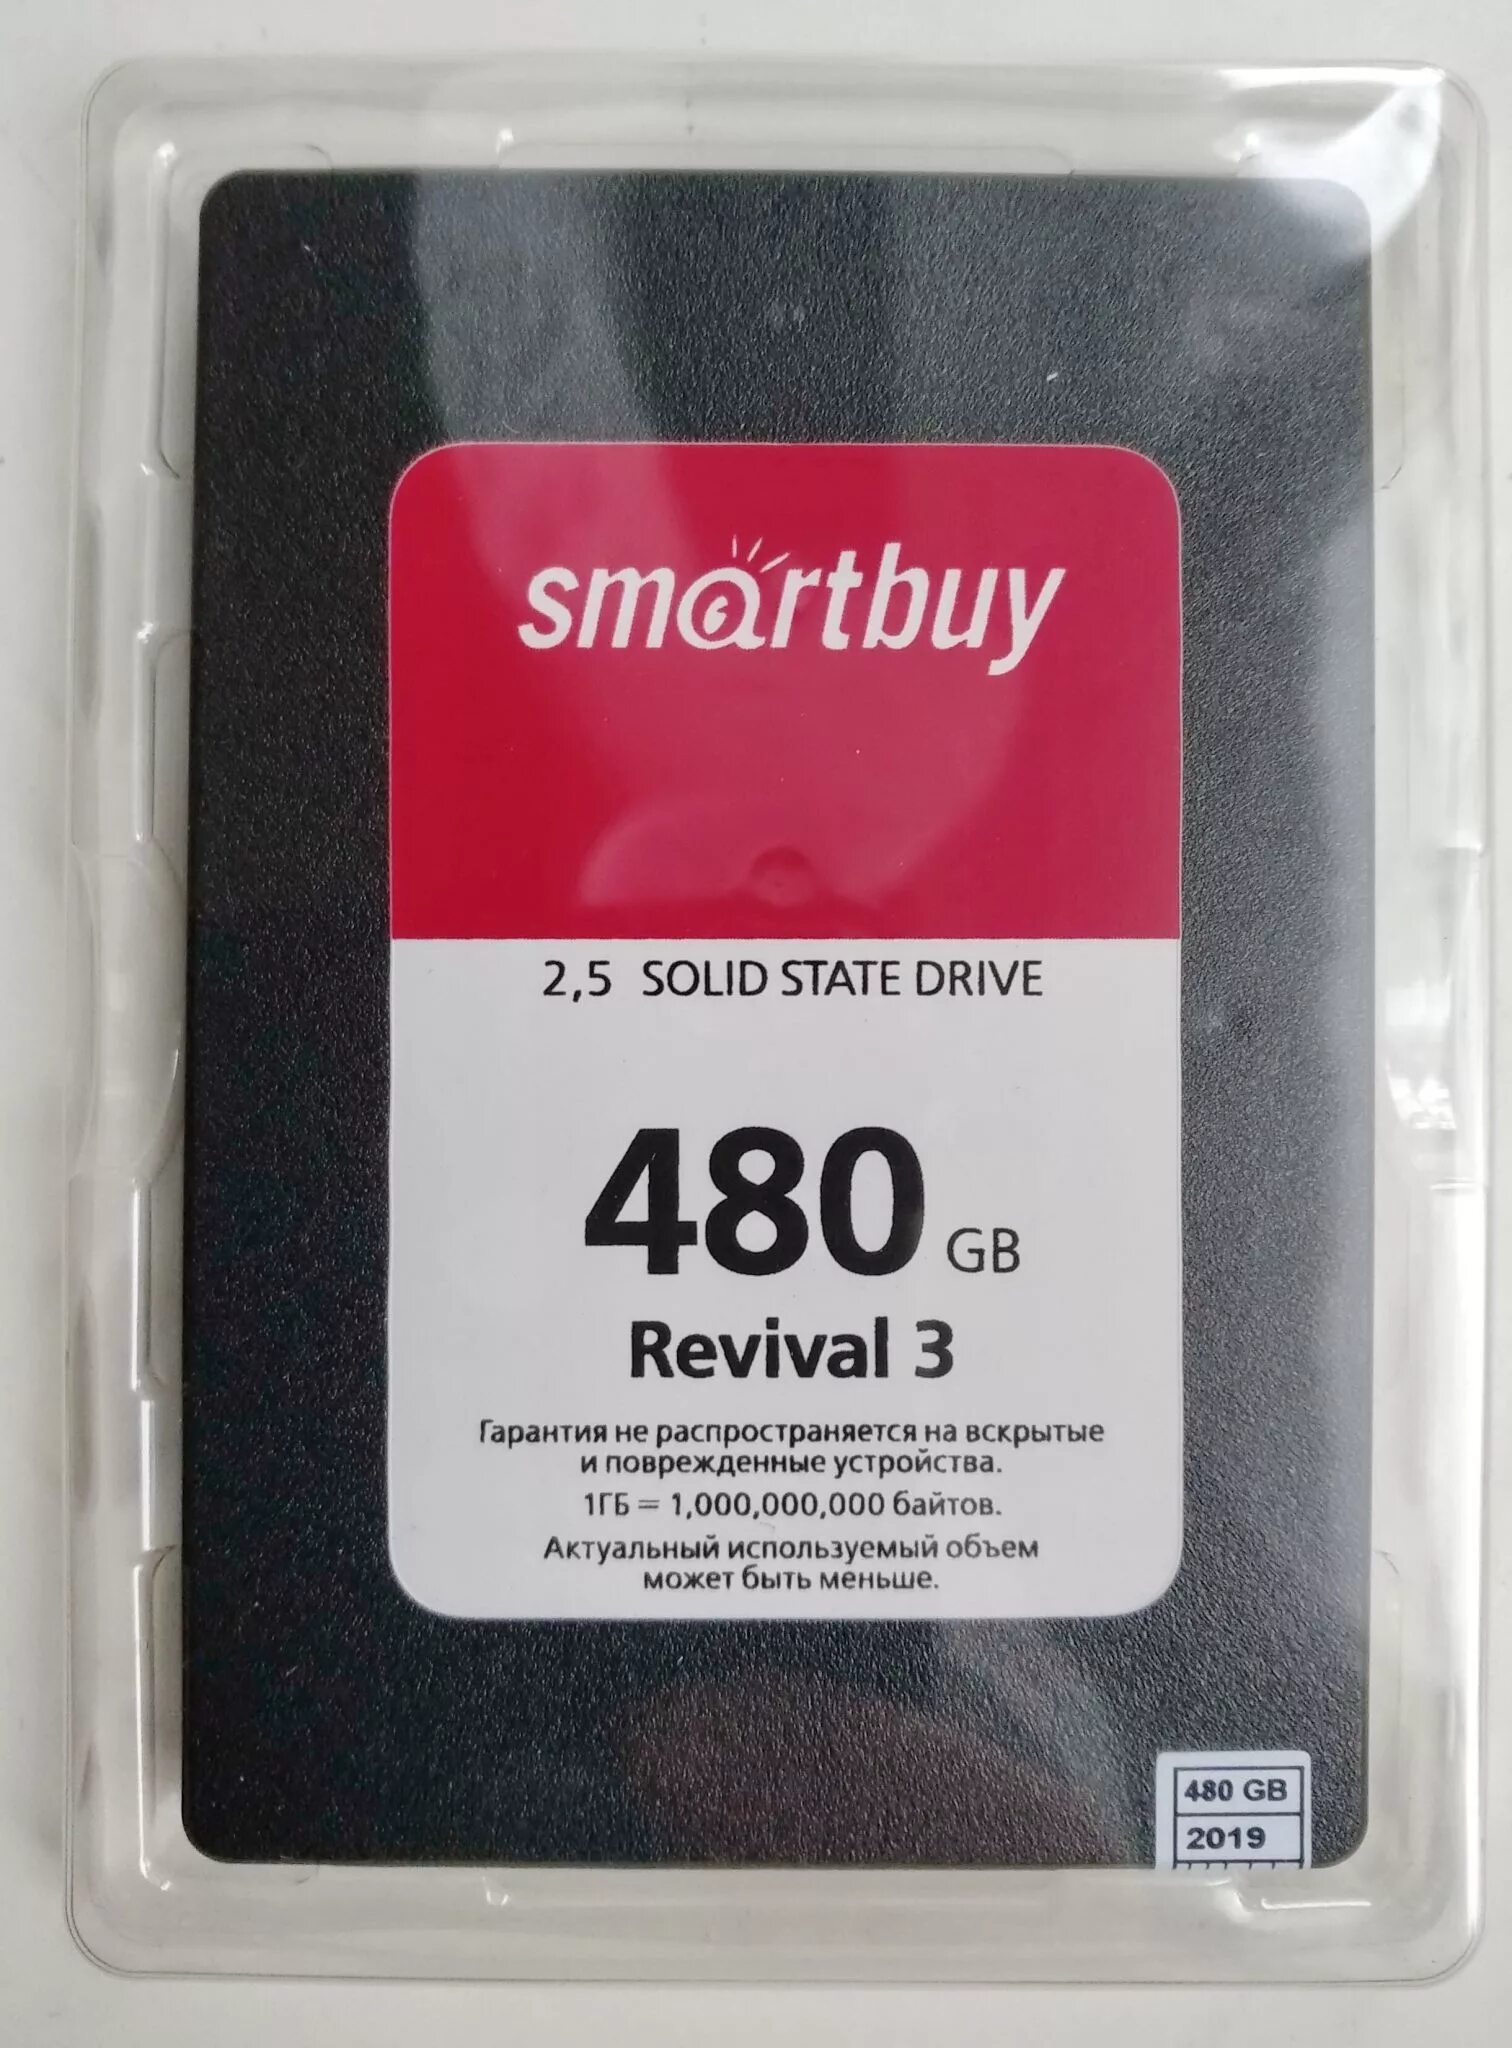 smartbuy
2,5 SOLID STATE DRIVE
480 GB
Revival 3
Гарантия не распространяется на вскрытые
и поврежденные устройства.
1ГБ = 1,000,000,000 байтов.
Актуальный используемый объем
может быть меньше.
480 GB
2019